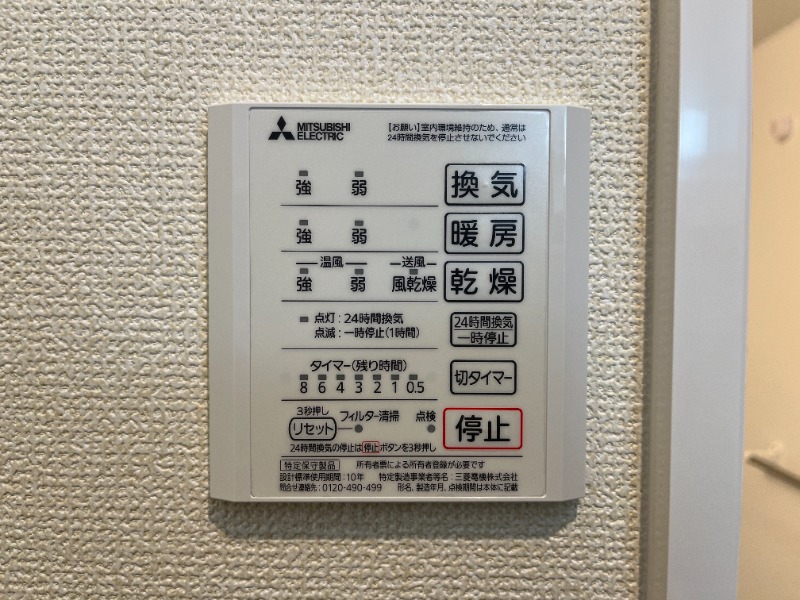 MITSUBISHI
ELECTRIC
[お願い]室内環境維持のため、通常は
24時間換気を停止させないでください
強 弱 換気
強 弱 暖房
温風 送風
強 弱 風乾燥 乾燥
点灯:24時間換気
点滅:一時停止(1時間)
24時間換気
一時停止
タイマー(残り時間)
8 6 4 3 2 1 0.5
切タイマー
3秒押し
リセット フィルター清掃 点検
停止
24時間換気の停止は停止ボタンを3秒押し
特定保守製品 所有者票による所有者登録が必要です
設計標準使用期間:10年 特定製造事業者等名:三菱電機株式会社
問合せ連絡先:0120-490-499 形名、製造年月、点検期間は本体に記載